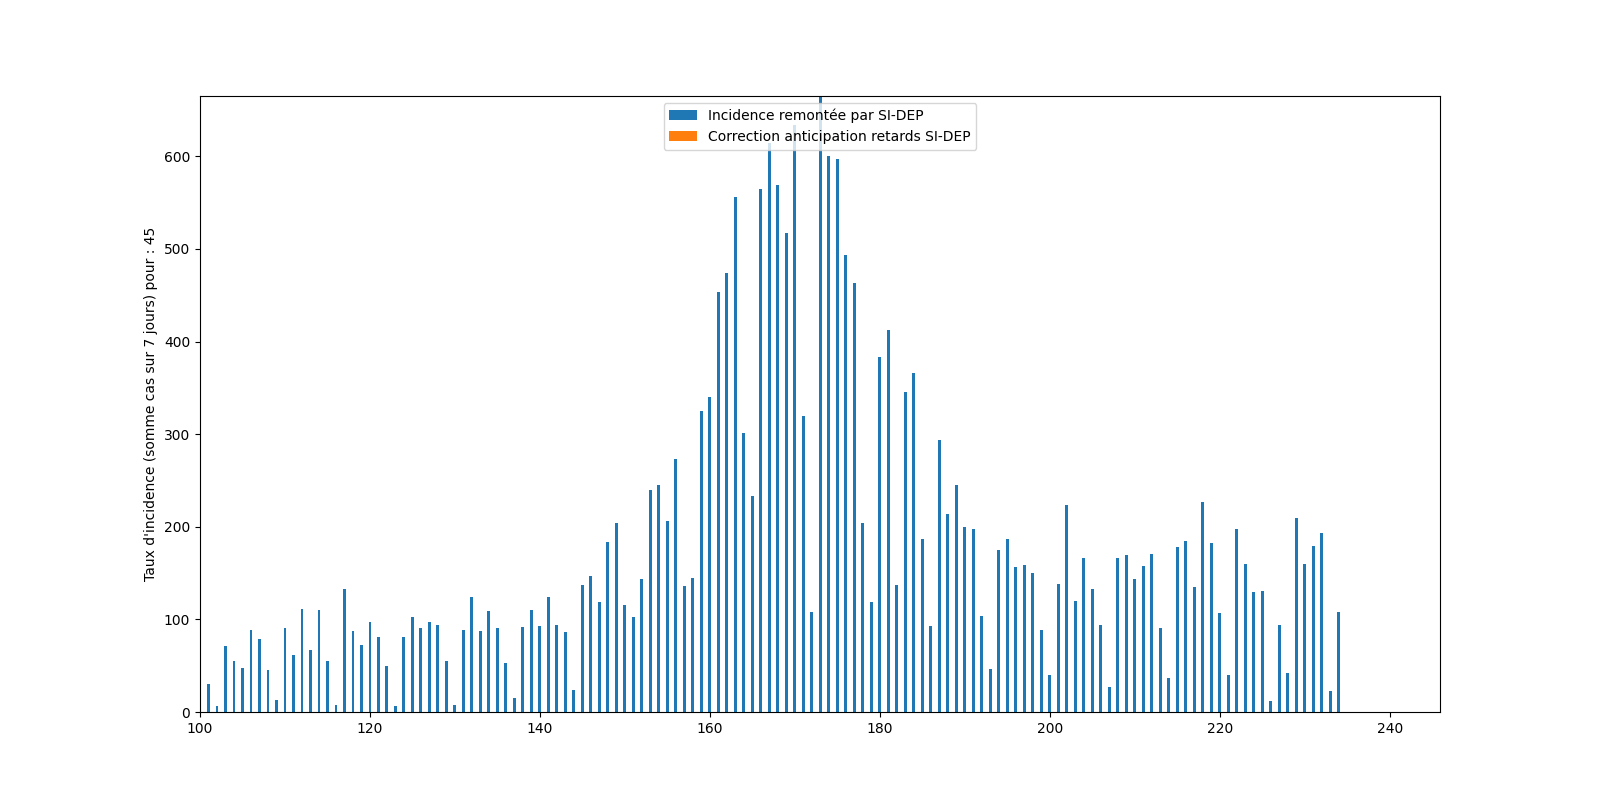 Incidence remontée par SI-DEP
Correction anticipation retards SI-DEP
Taux d'incidence (somme cas sur 7 jours) pour : 45
600
500
400
300
200
100
0
100 120 140 160 180 200 220 240